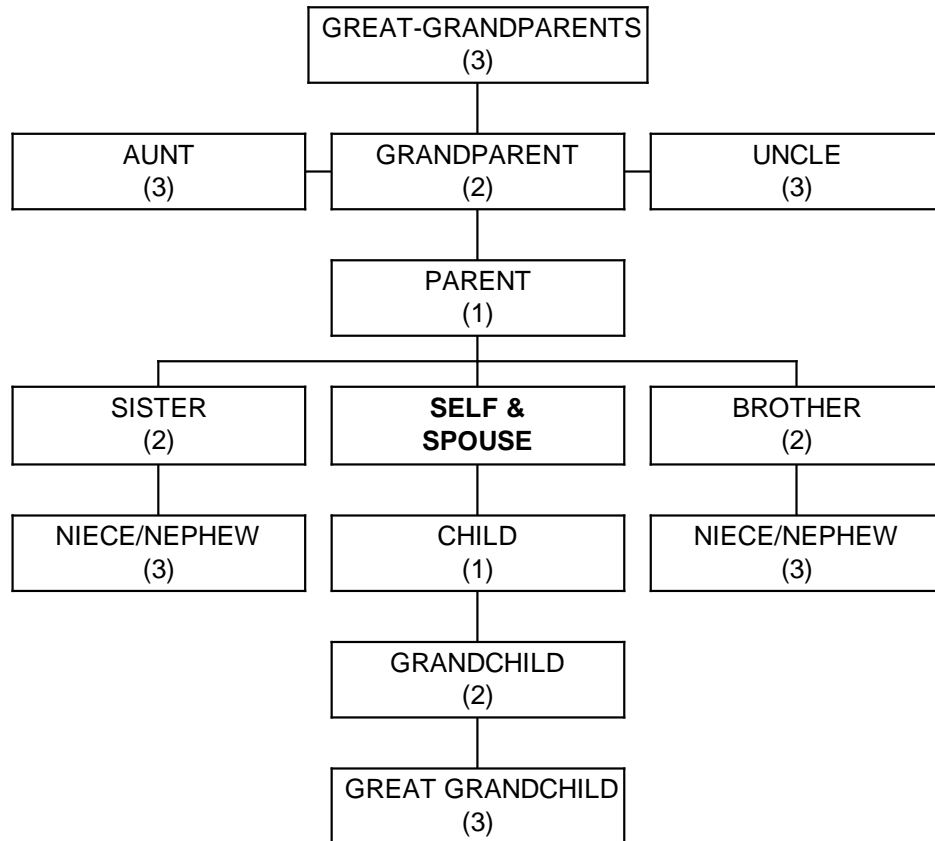 GREAT-GRANDPARENTS
(3)
AUNT
(3)
GRANDPARENT
(2)
UNCLE
(3)
PARENT
(1)
SISTER
(2)
SELF &
SPOUSE
BROTHER
(2)
NIECE/NEPHEW
(3)
CHILD
(1)
NIECE/NEPHEW
(3)
GRANDCHILD
(2)
GREAT GRANDCHILD
(3)